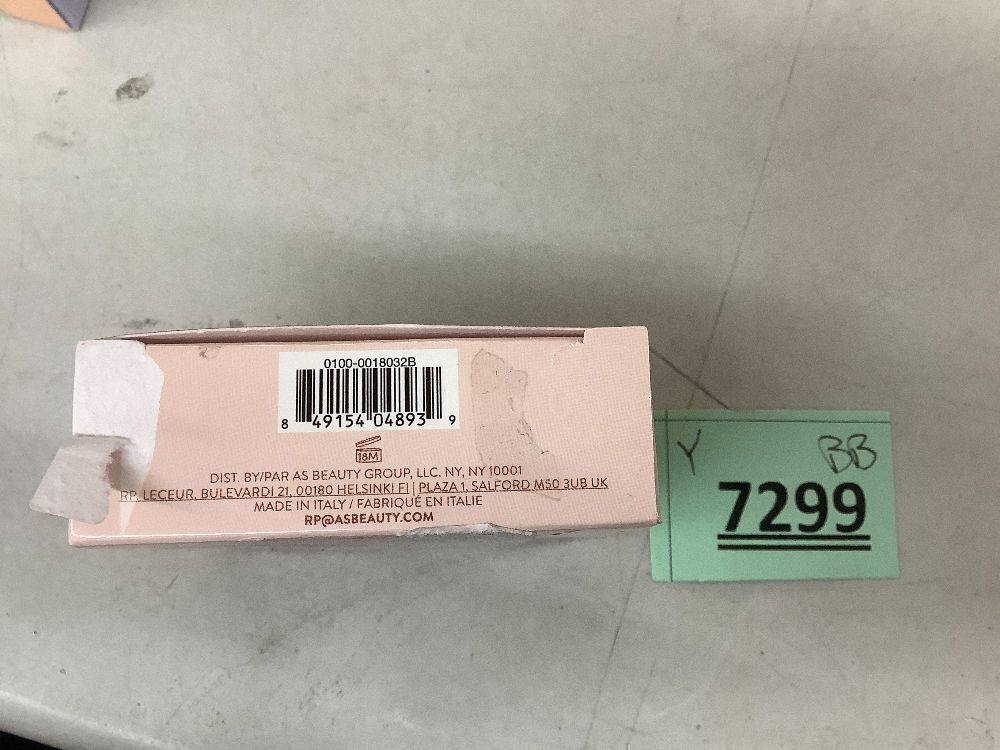 0100-0018032B
8 49154 04893 9
18M
DIST. BY/PAR AS BEAUTY GROUP, LLC. NY, NY 10001
RP. LECEUR, BULEVARDI 21, 00180 HELSINKI FI | PLAZA 1, SALFORD M50 3UB UK
MADE IN ITALY / FABRIQUÉ EN ITALIE
RP@ASBEAUTY.COM
Y BB
7299